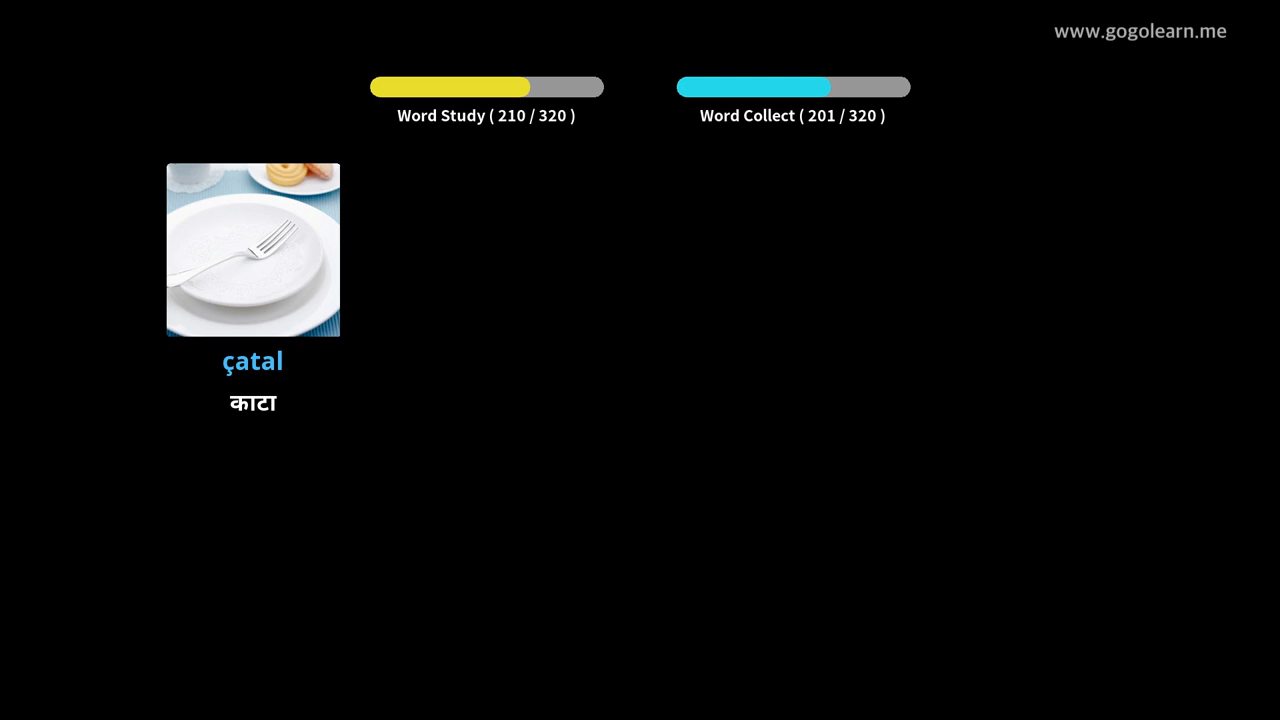 www.gogolearn.me
Word Study ( 210 / 320 )
Word Collect ( 201 / 320 )
çatal
काटा